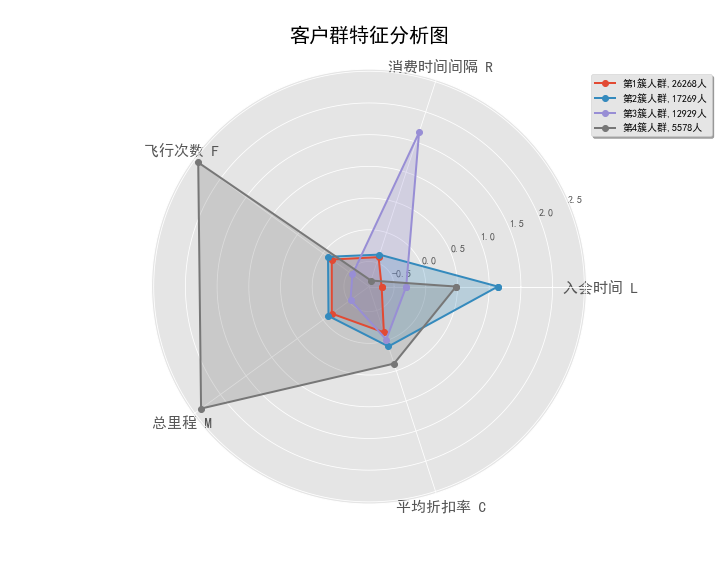 客户群特征分析图
消费时间间隔 R
第1簇人群,26268人
第2簇人群,17269人
第3簇人群,12929人
第4簇人群,5578人
飞行次数 F
2.5
2.0
1.5
1.0
0.5
0.0
-0.5
入会时间 L
总里程 M
平均折扣率 C